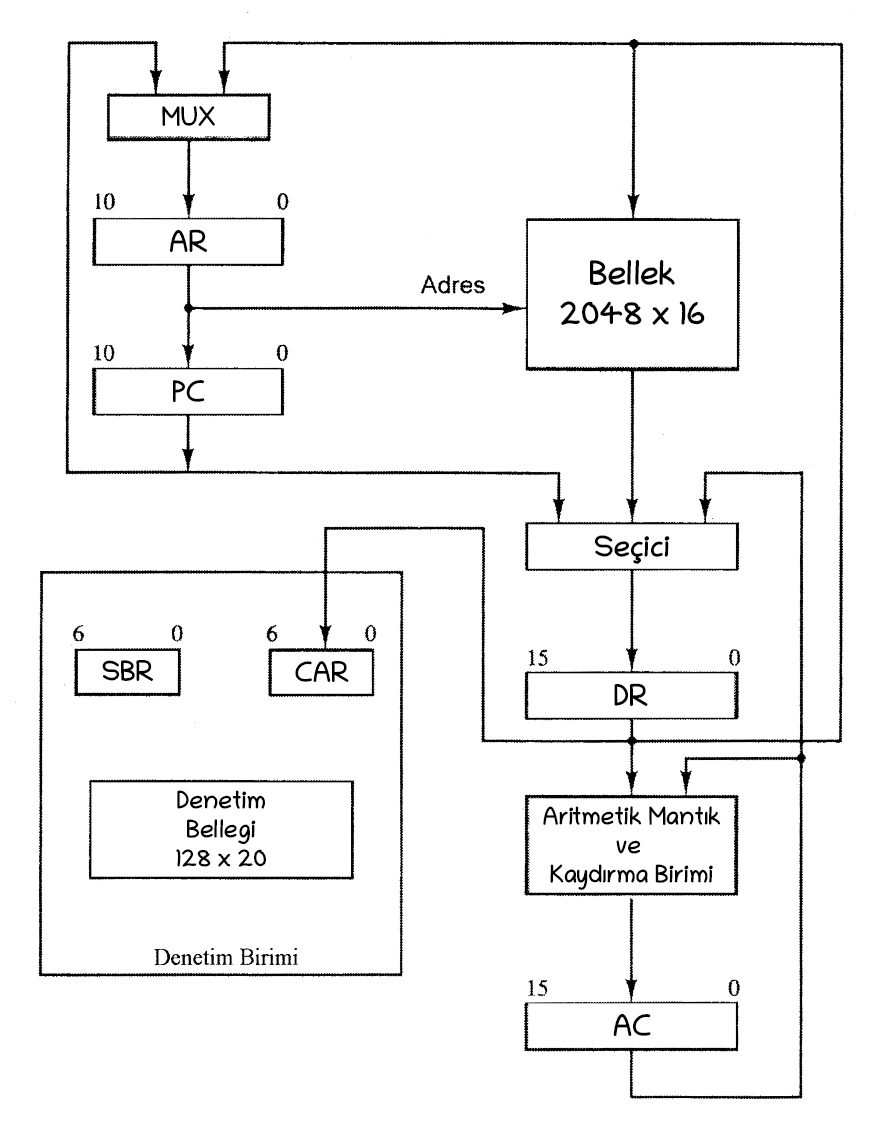 MUX
10 0
AR
Adres
Bellek
2048 x 16
10 0
PC
Seçici
6 0
SBR
6 0
CAR
15 0
DR
Denetim
Bellegi
128 x 20
Aritmetik Mantık
ve
Kaydırma Birimi
Denetim Birimi
15 0
AC